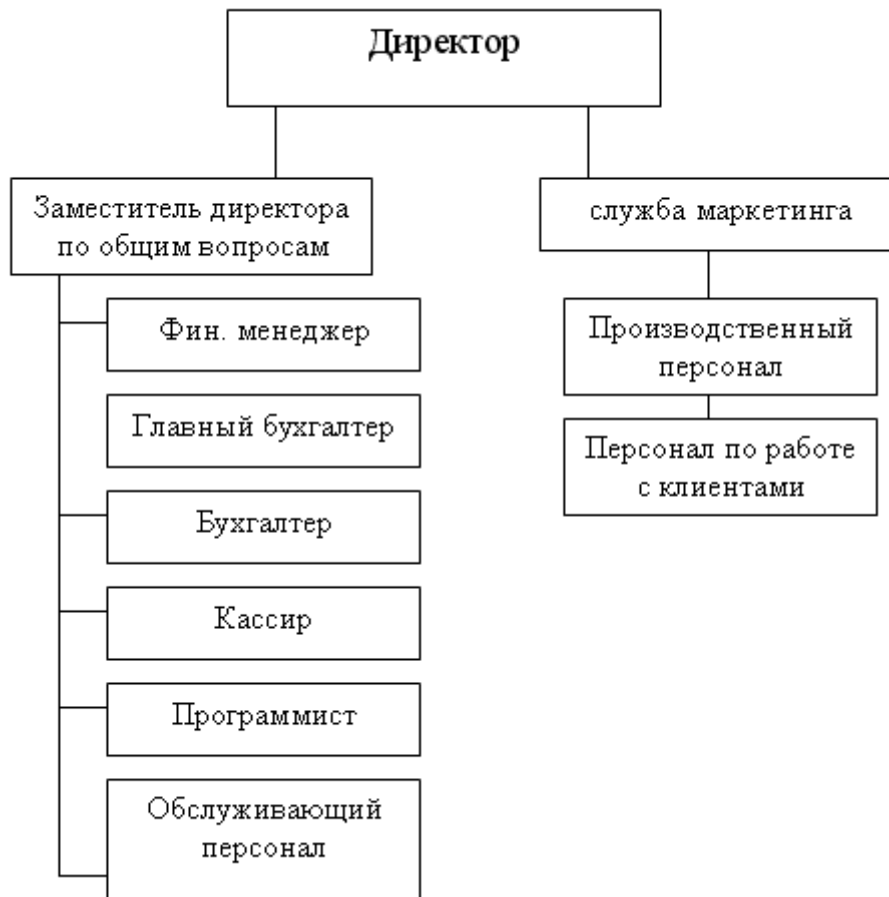 Директор
Заместитель директора
по общим вопросам
служба маркетинга
Фин. менеджер
Главный бухгалтер
Бухгалтер
Кассир
Программист
Обслуживающий
персонал
Производственный
персонал
Персонал по работе
с клиентами